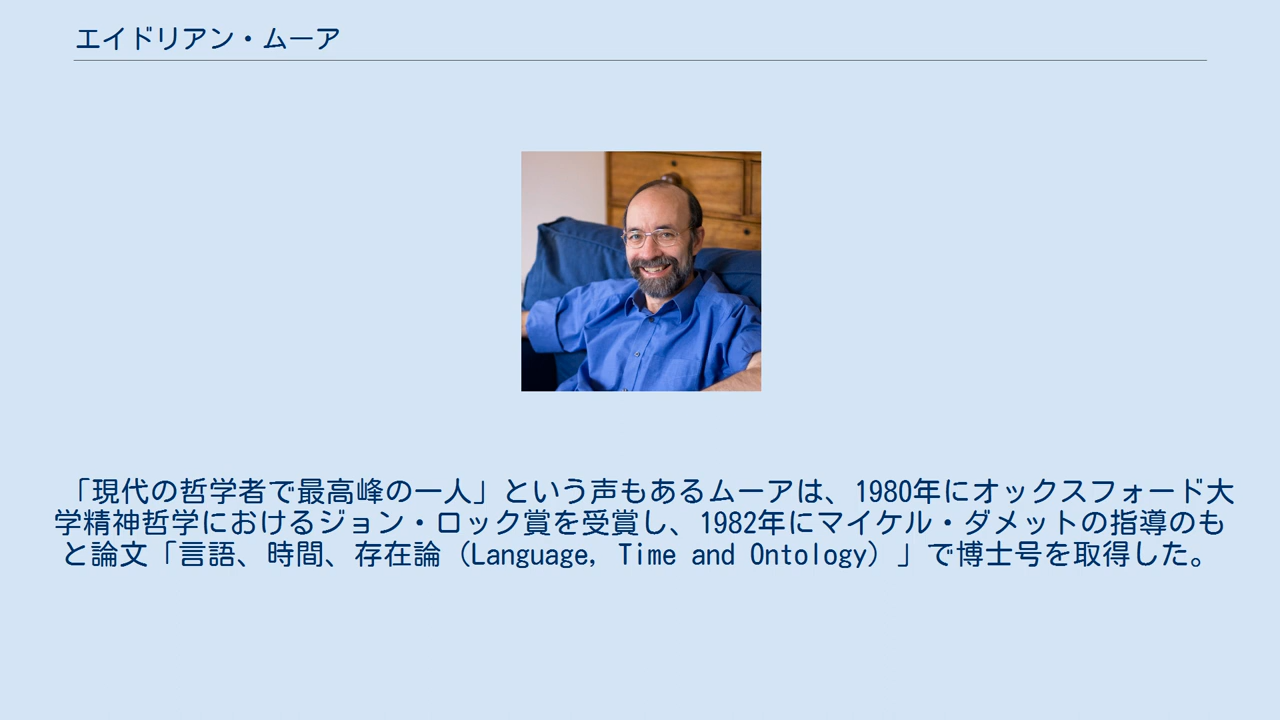 エイドリアン・ムーア
「現代の哲学者で最高峰の一人」という声もあるムーアは、1980年にオックスフォード大
学精神哲学におけるジョン・ロック賞を受賞し、1982年にマイケル・ダメットの指導のも
と論文「言語、時間、存在論（Language, Time and Ontology）」で博士号を取得した。